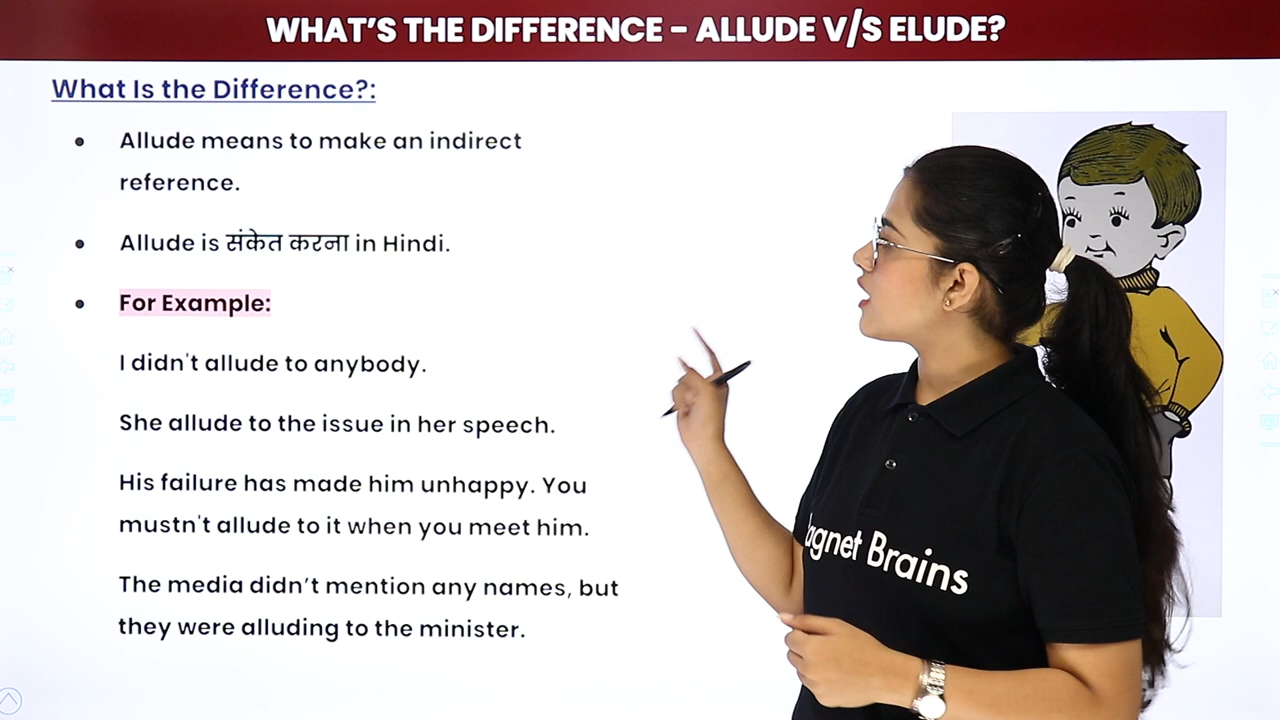 WHAT'S THE DIFFERENCE - ALLUDE V/S ELUDE?
What Is the Difference?:
• Allude means to make an indirect
reference.
• Allude is संकेत करना in Hindi.
• For Example:
I didn't allude to anybody.
She allude to the issue in her speech.
His failure has made him unhappy. You
mustn't allude to it when you meet him.
The media didn't mention any names, but
they were alluding to the minister.
agnet Brains